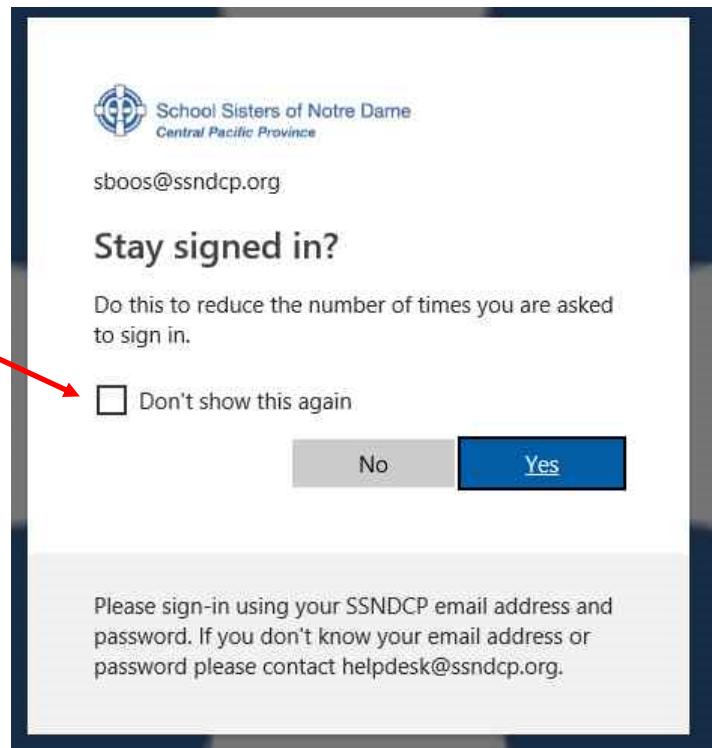 School Sisters of Notre Dame
Central Pacific Province
sboos@ssndcp.org
Stay signed in?
Do this to reduce the number of times you are asked
to sign in.
Don't show this again
No
Yes
Please sign-in using your SSNDCP email address and
password. If you don't know your email address or
password please contact helpdesk@ssndcp.org.